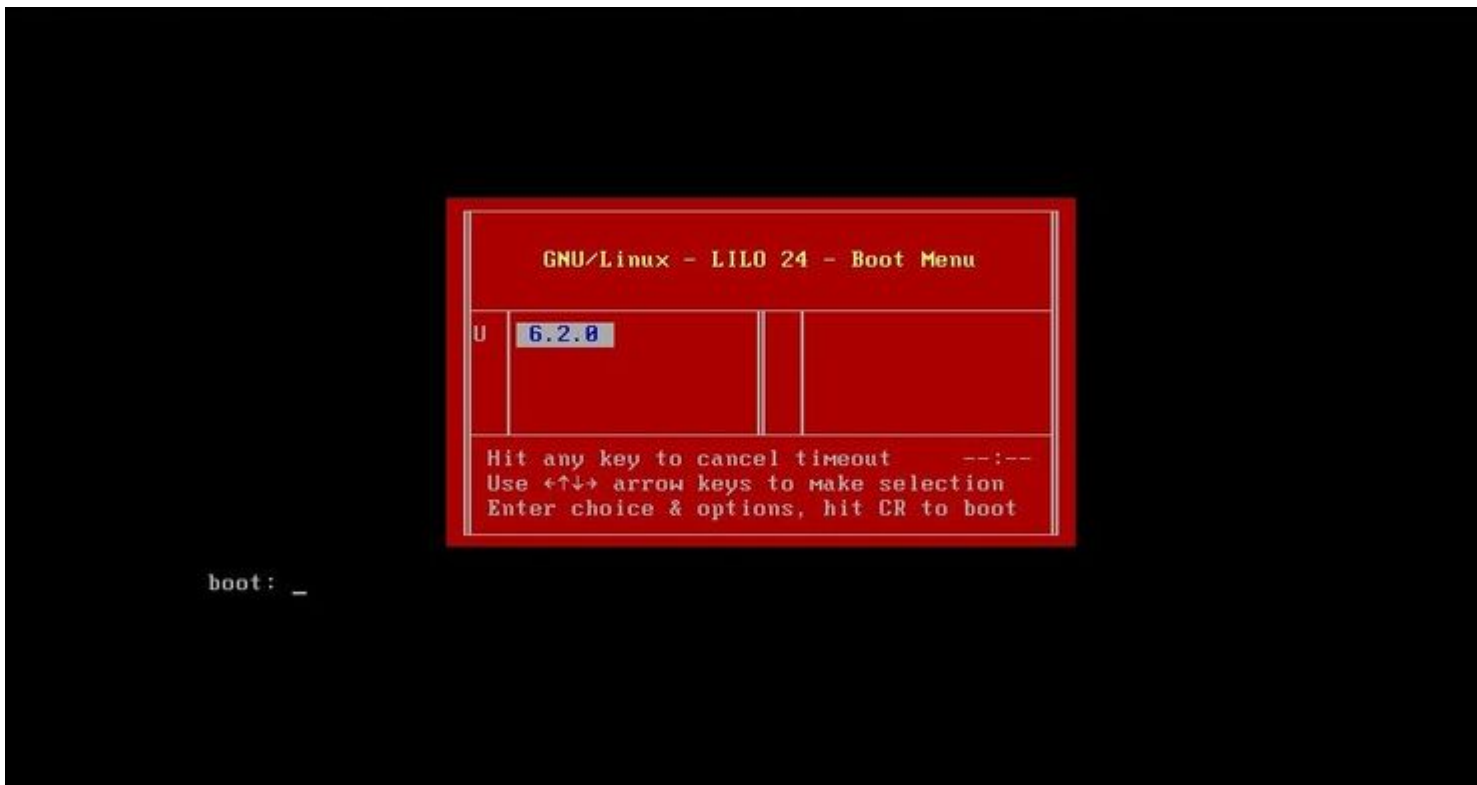 GNU/Linux - LILO 24 - Boot Menu
U 6.2.0
Hit any key to cancel timeout --:--
Use ←↑↓→ arrow keys to make selection
Enter choice & options, hit CR to boot
boot: _